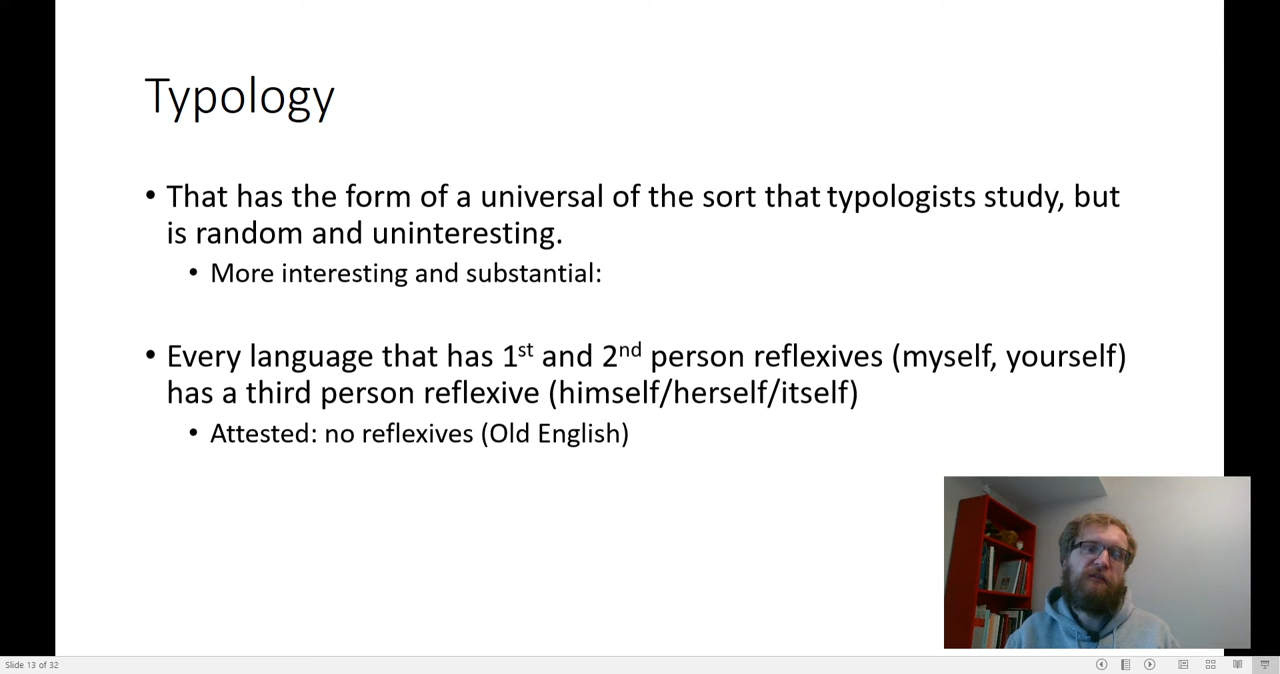 Typology
• That has the form of a universal of the sort that typologists study, but
is random and uninteresting.
• More interesting and substantial:
• Every language that has 1st and 2nd person reflexives (myself, yourself)
has a third person reflexive (himself/herself/itself)
• Attested: no reflexives (Old English)
Slide 13 of 32